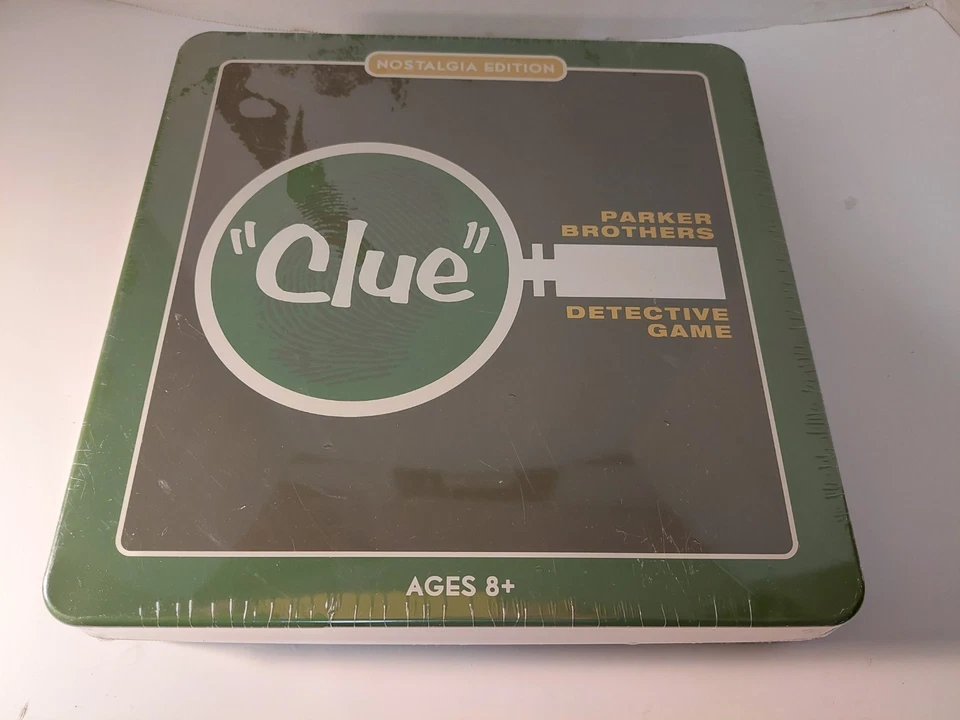 NOSTALGIA EDITION
"Clue"
PARKER
BROTHERS
DETECTIVE
GAME
AGES 8+